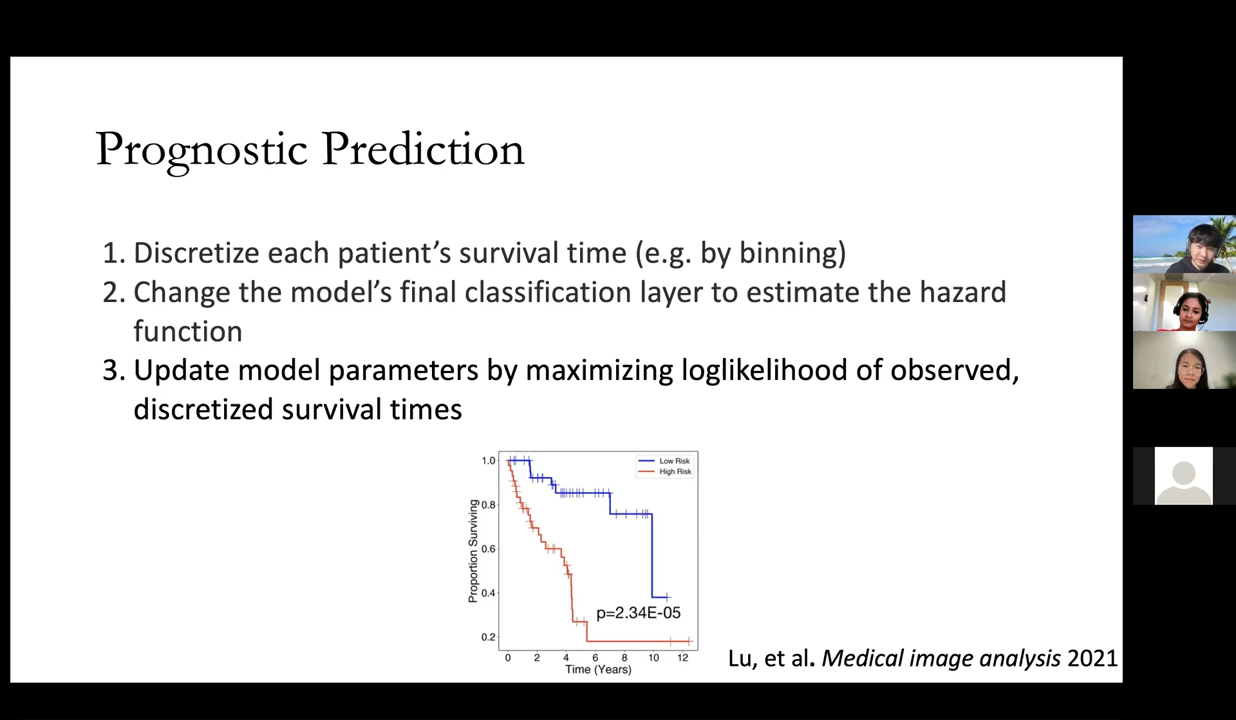 Prognostic Prediction
1. Discretize each patient’s survival time (e.g. by binning)
2. Change the model’s final classification layer to estimate the hazard
function
3. Update model parameters by maximizing loglikelihood of observed,
discretized survival times
Low Risk
High Risk
1.0
0.8
0.6
0.4
0.2
Proportion Surviving
p=2.34E-05
0 2 4 6 8 10 12
Time (Years)
Lu, et al. Medical image analysis 2021